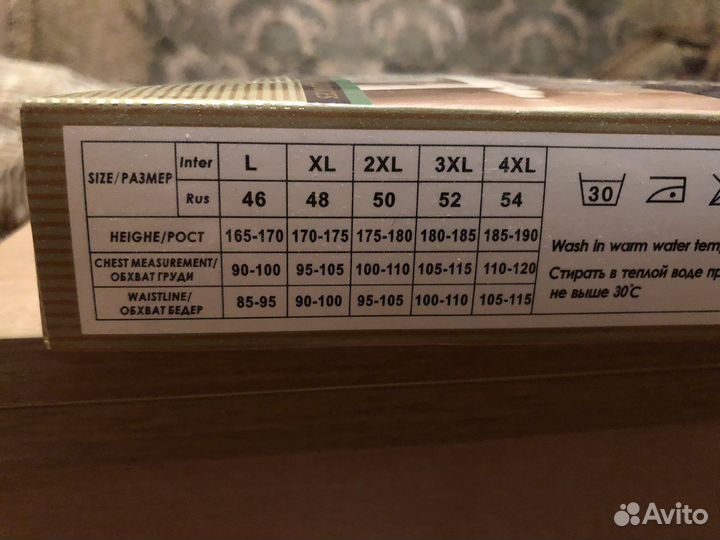 SIZE/РАЗМЕР Inter L XL 2XL 3XL 4XL
Rus 46 48 50 52 54
HEIGHE/РОСТ 165-170 170-175 175-180 180-185 185-190
CHEST MEASUREMENT/
ОБХВАТ ГРУДИ 90-100 95-105 100-110 105-115 110-120
WAISTLINE/
ОБХВАТ БЕДЕР 85-95 90-100 95-105 100-110 105-115
30
Wash in warm water temp
Стирать в теплой воде пр
не выше 30°C
Avito